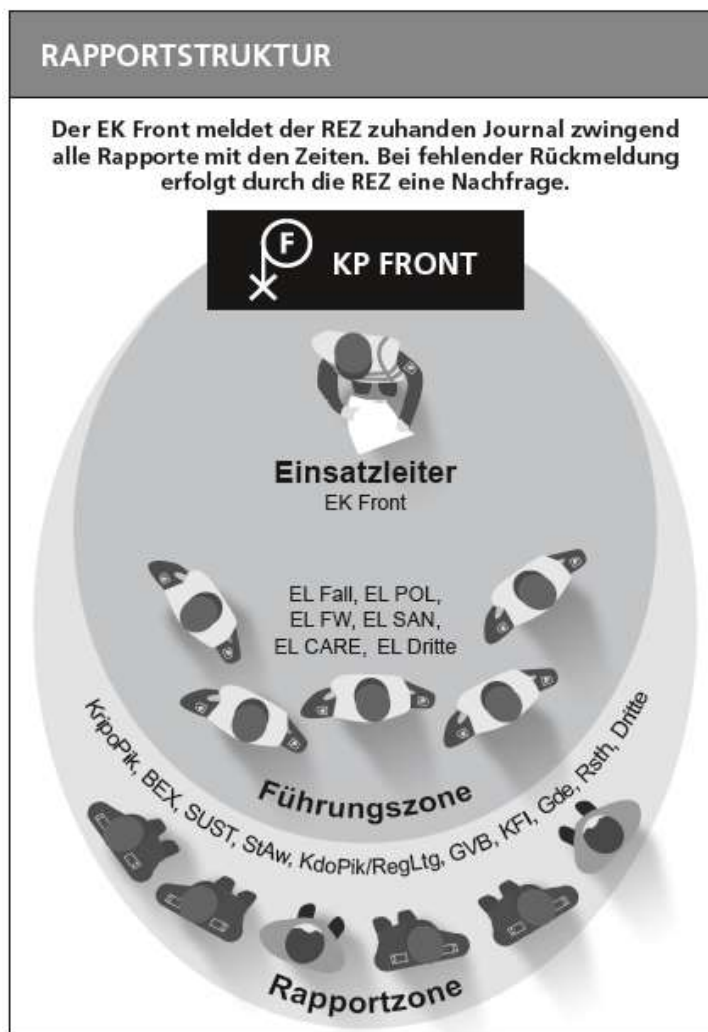 RAPPORTSTRUKTUR
Der EK Front meldet der REZ zuhanden Journal zwingend
alle Rapporte mit den Zeiten. Bei fehlender Rückmeldung
erfolgt durch die REZ eine Nachfrage.
F
KP FRONT
Einsatzleiter
EK Front
EL Fall, EL POL,
EL FW, EL SAN,
EL CARE, EL Dritte
Führungszone
KripoPik, BEX, SUST, StAw, KdoPik/RegLtg, GVB, KFI, Gde, Rsth, Dritte
Rapportzone